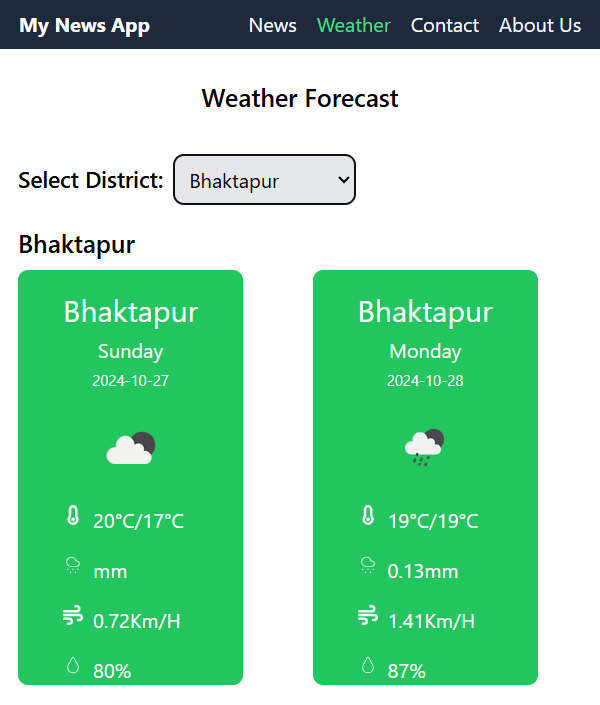 My News App News Weather Contact About Us
Weather Forecast
Select District: Bhaktapur
Bhaktapur
Bhaktapur
Sunday
2024-10-27
20°C/17°C
mm
0.72Km/H
80%
Bhaktapur
Monday
2024-10-28
19°C/19°C
0.13mm
1.41Km/H
87%